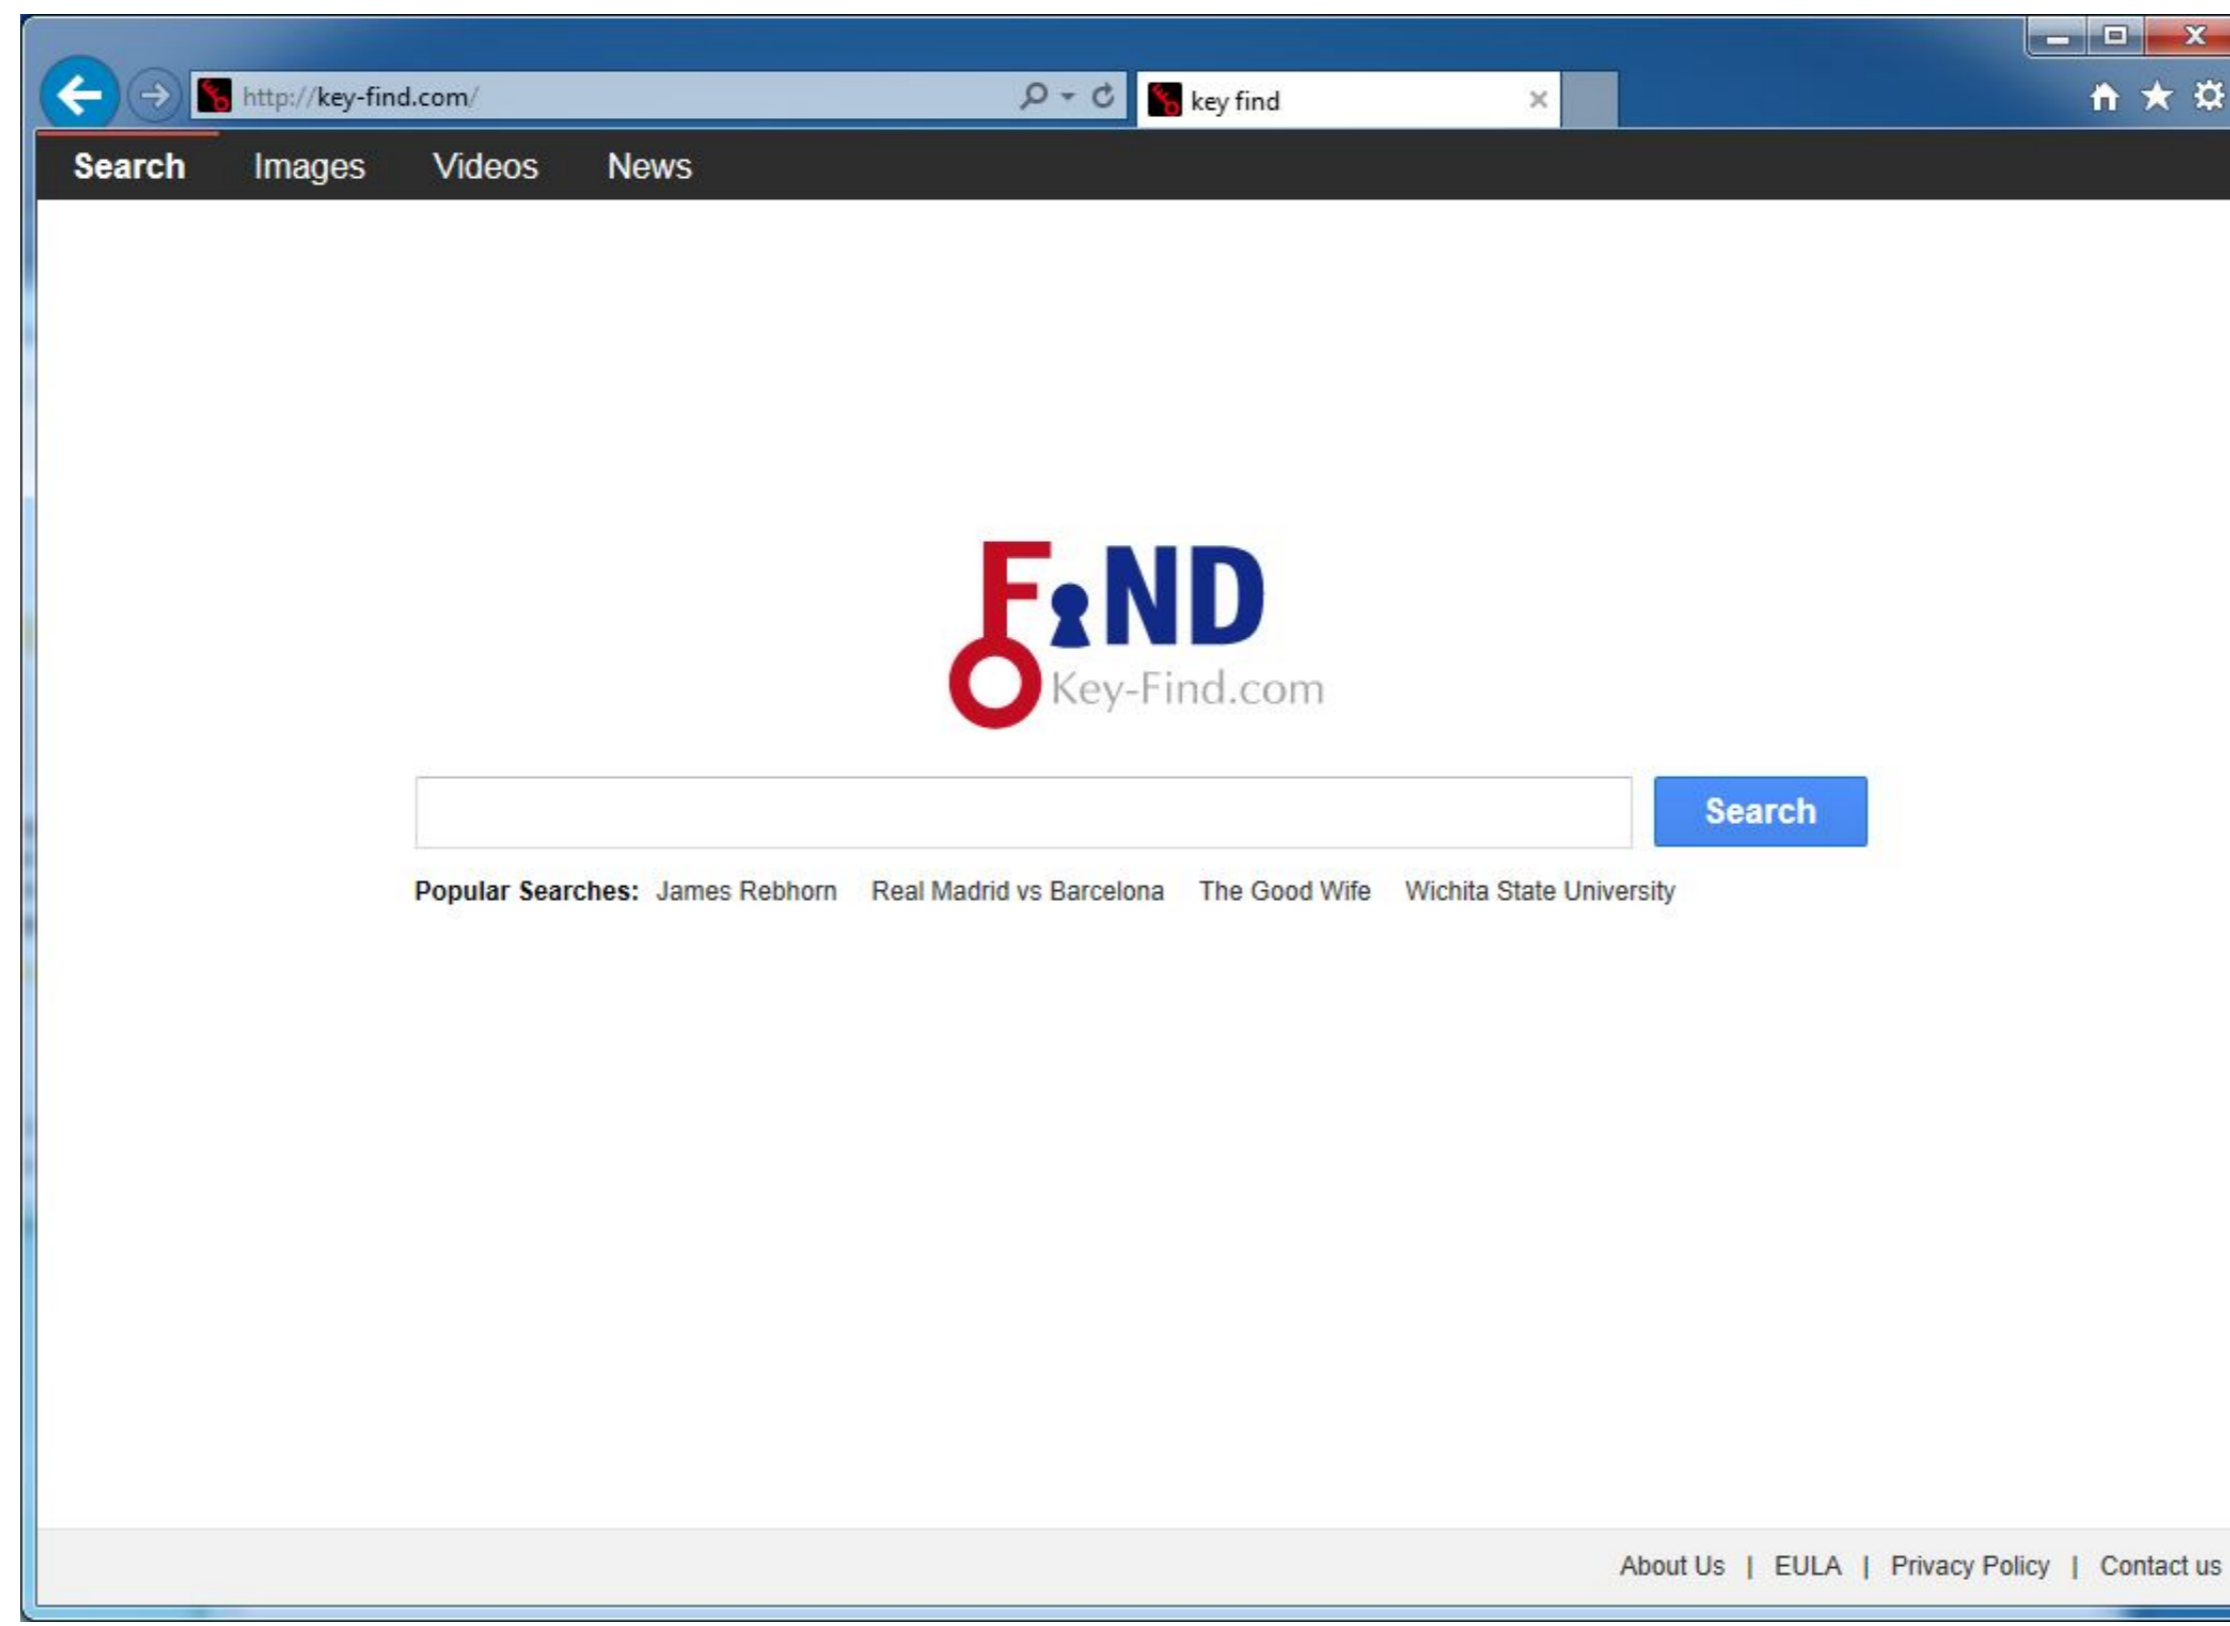 http://key-find.com/
key find
Search Images Videos News
FiND
Key-Find.com
Search
Popular Searches: James Rebhorn Real Madrid vs Barcelona The Good Wife Wichita State University
About Us | EULA | Privacy Policy | Contact us